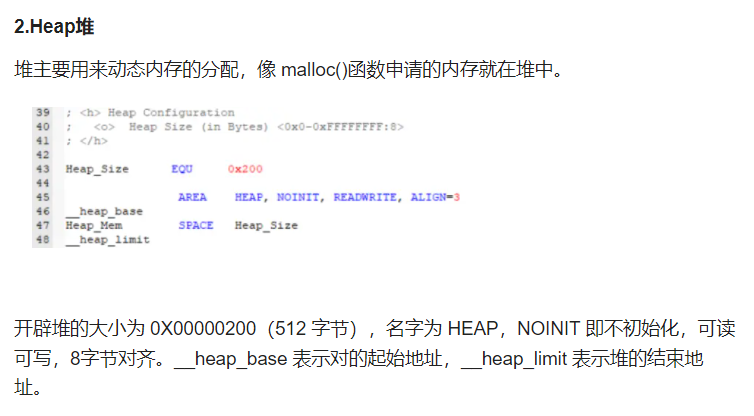 2.Heap堆
堆主要用来动态内存的分配，像 malloc()函数申请的内存就在堆中。
39 ; <h> Heap Configuration
40 ;   <o>  Heap Size (in Bytes) <0x0-0xFFFFFFFF:8>
41 ; </h>
42
43 Heap_Size       EQU     0x200
44
45                 AREA    HEAP, NOINIT, READWRITE, ALIGN=3
46 __heap_base
47 Heap_Mem        SPACE   Heap_Size
48 __heap_limit
开辟堆的大小为 0X00000200（512 字节），名字为 HEAP，NOINIT 即不初始化，可读
可写，8字节对齐。__heap_base 表示对的起始地址，__heap_limit 表示堆的结束地
址。